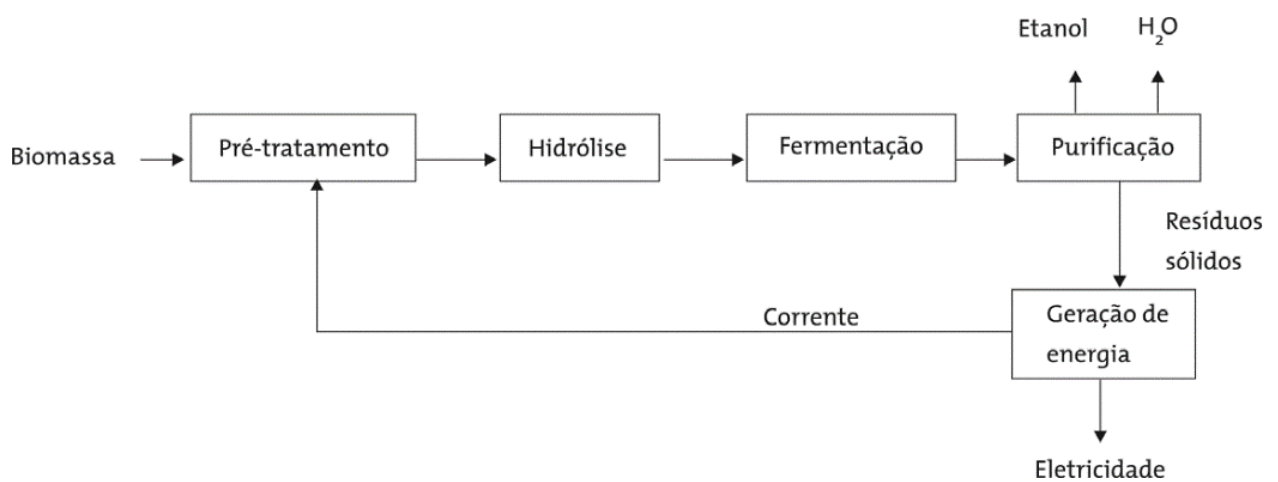 Etanol
H₂O
Biomassa
Pré-tratamento
Hidrólise
Fermentação
Purificação
Resíduos
sólidos
Corrente
Geração de
energia
Eletricidade